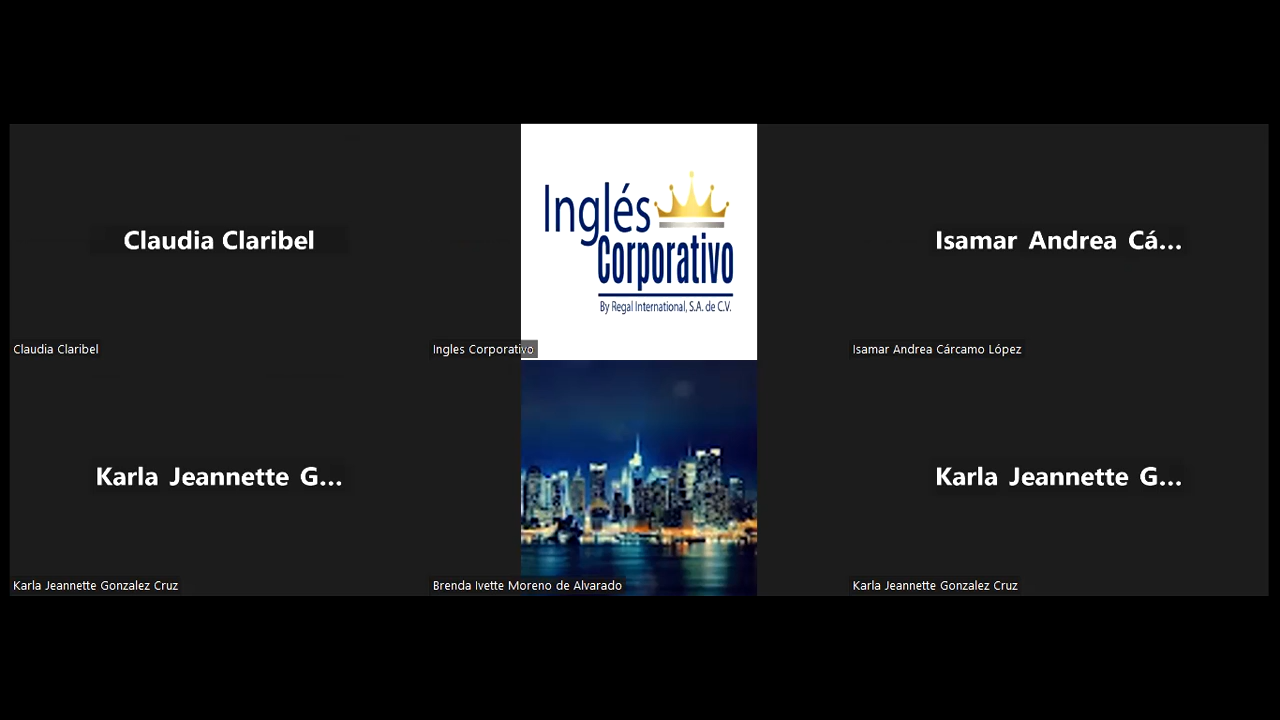 Claudia Claribel
Claudia Claribel
Inglés
Corporativo
By Regal International, S.A. de C.V.
Ingles Corporativo
Isamar Andrea Cá...
Isamar Andrea Cárcamo López
Karla Jeannette G...
Karla Jeannette Gonzalez Cruz
Brenda Ivette Moreno de Alvarado
Karla Jeannette G...
Karla Jeannette Gonzalez Cruz